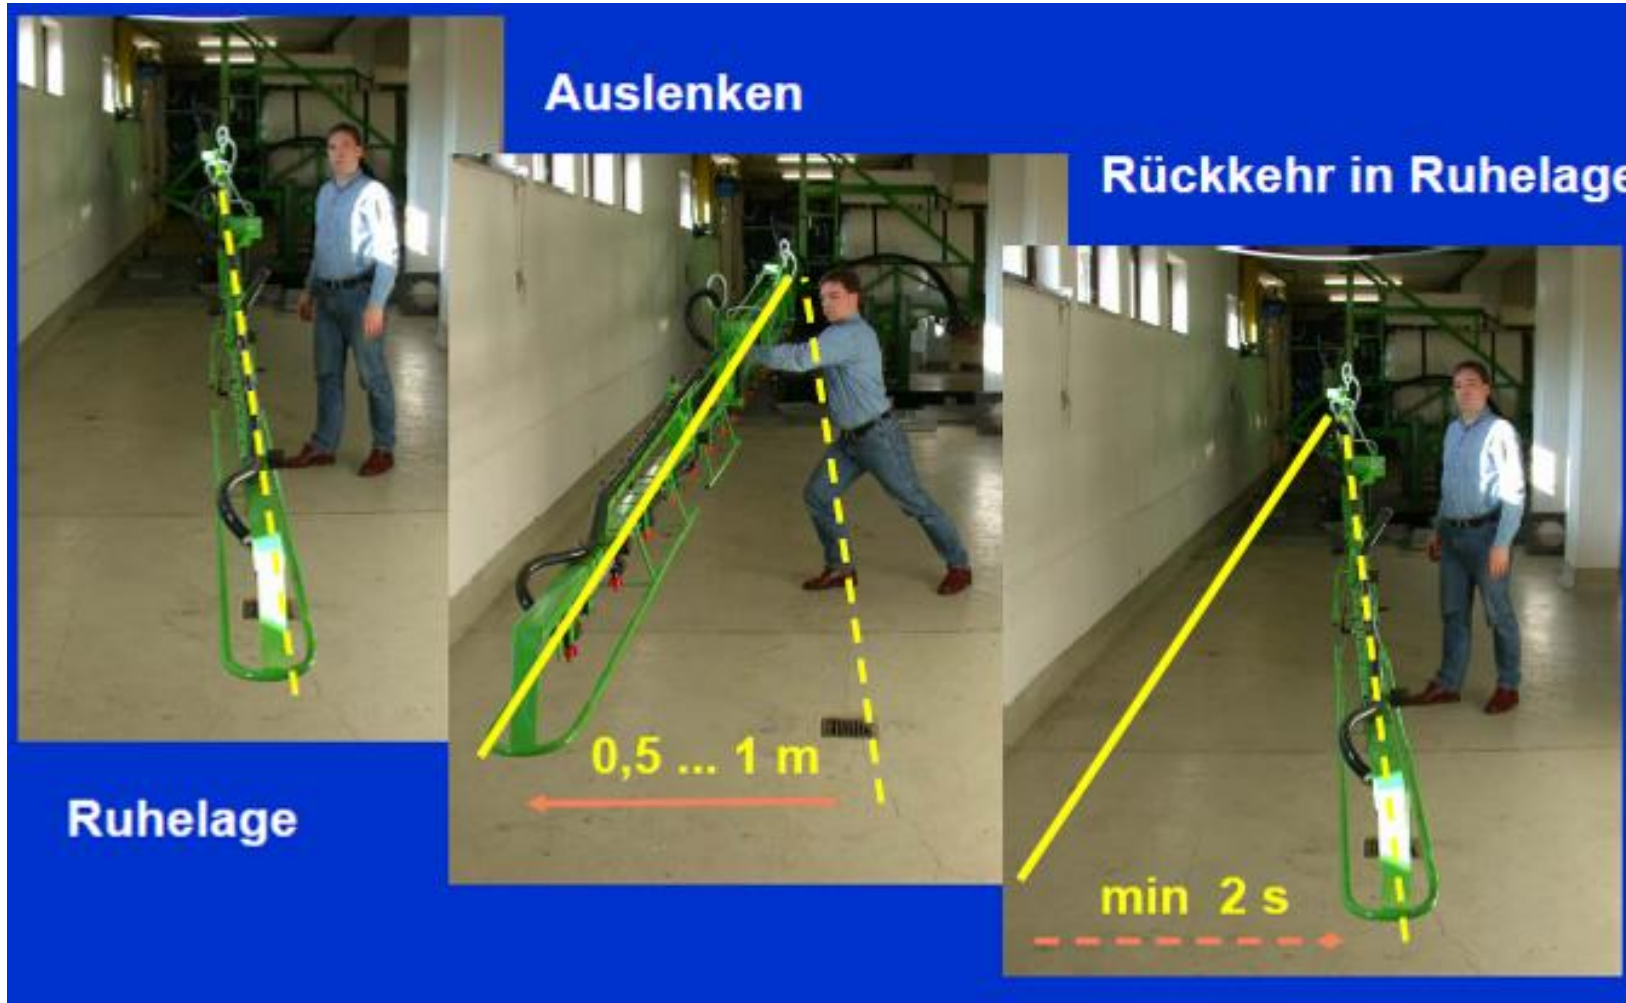 Auslenken
Rückkehr in Ruhelage
0,5 ... 1 m
Ruhelage
min 2 s